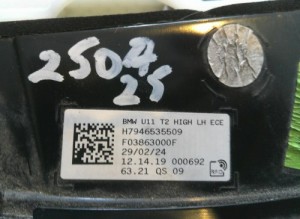 2504
25
BMW U11 T2 HIGH LH ECE
H7946535509
F03863000F
29/02/24
12.14.19 000692
63.21 QS 09